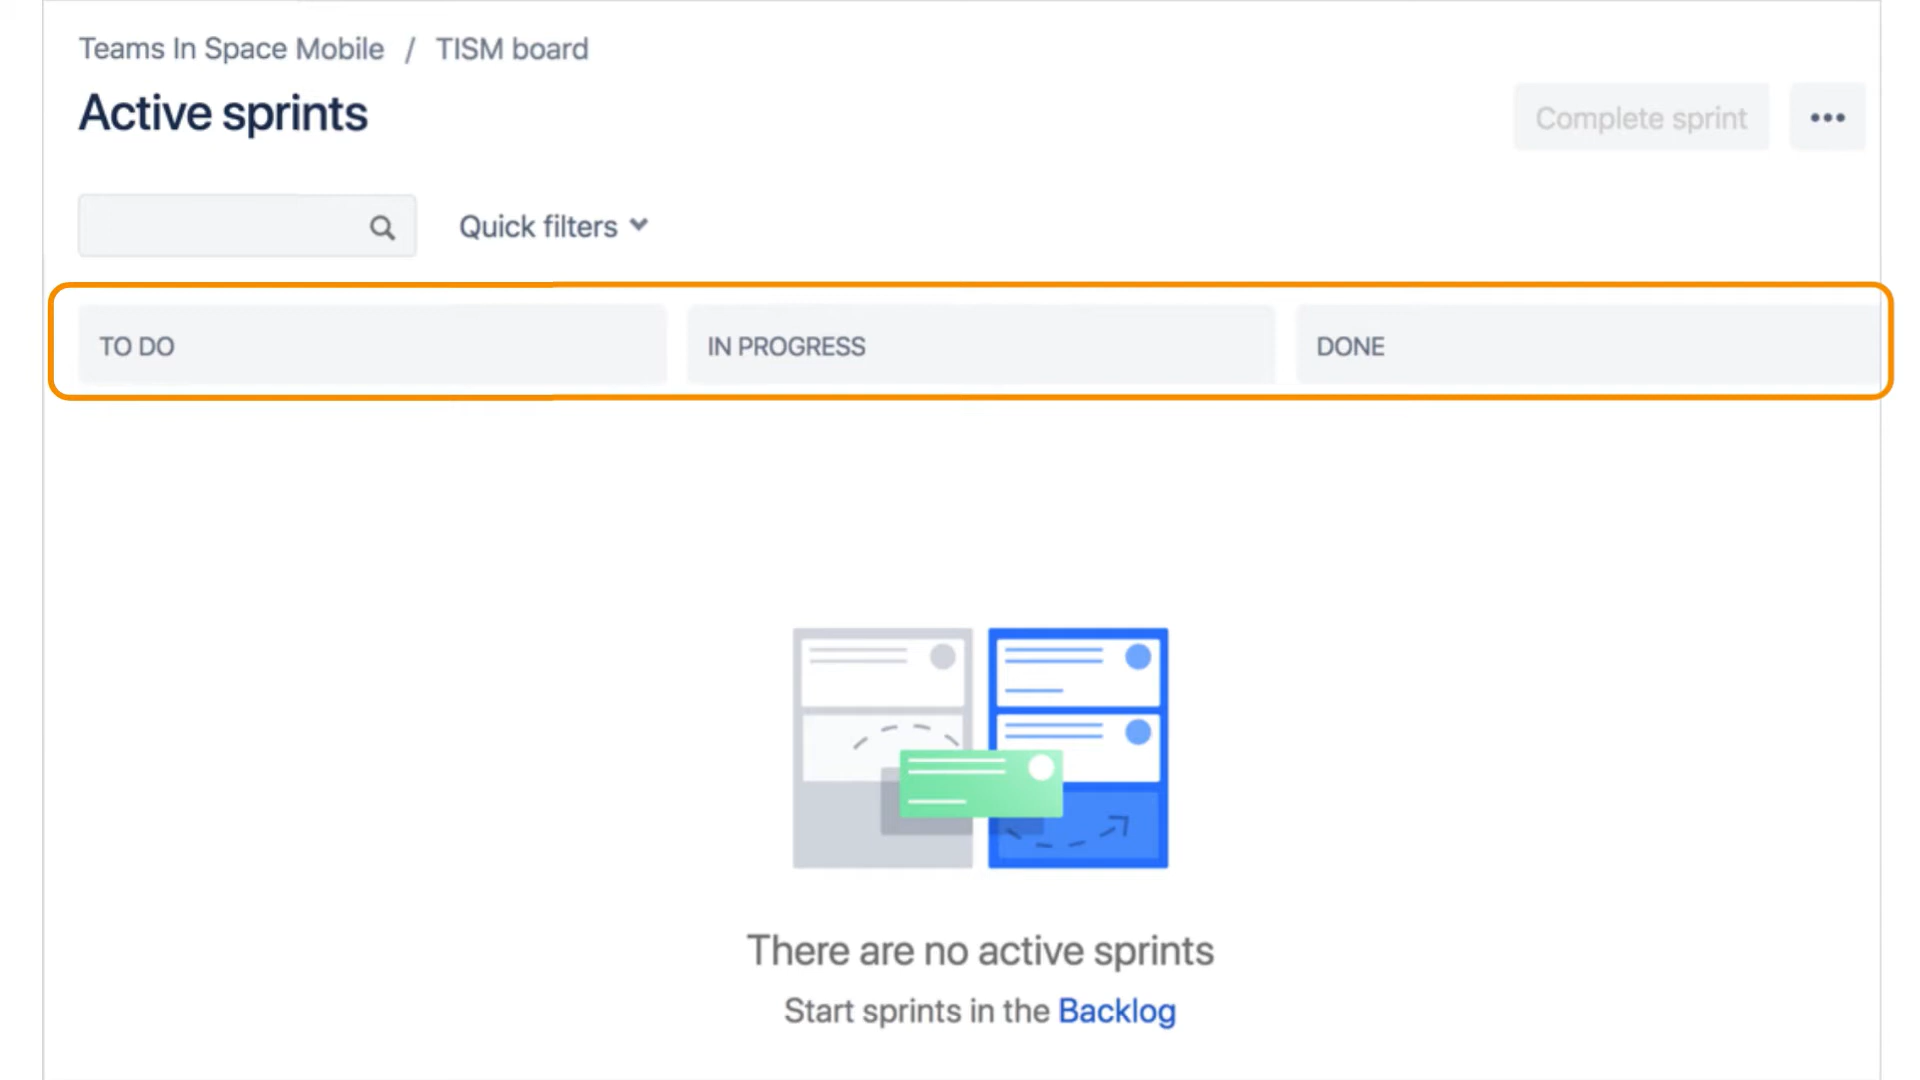 Teams In Space Mobile / TISM board
Active sprints
Complete sprint
Quick filters
TO DO
IN PROGRESS
DONE
There are no active sprints
Start sprints in the Backlog